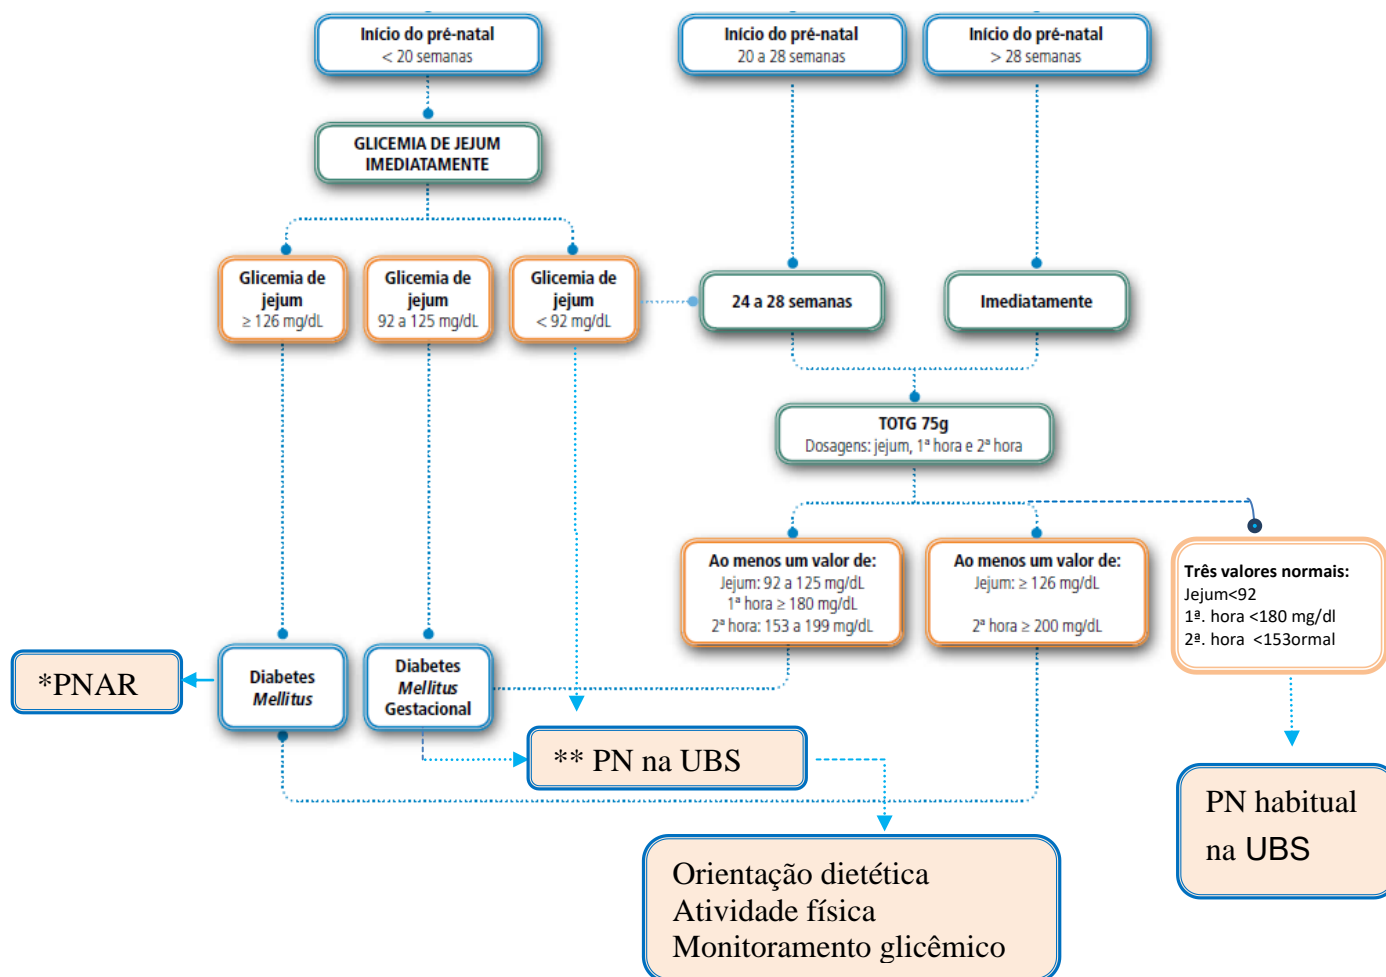 Início do pré-natal
< 20 semanas
Início do pré-natal
20 a 28 semanas
Início do pré-natal
> 28 semanas
GLICEMIA DE JEJUM
IMEDIATAMENTE
Glicemia de
jejum
≥ 126 mg/dL
Glicemia de
jejum
92 a 125 mg/dL
Glicemia de
jejum
< 92 mg/dL
24 a 28 semanas
Imediatamente
TOTG 75g
Dosagens: jejum, 1ª hora e 2ª hora
Ao menos um valor de:
Jejum: 92 a 125 mg/dL
1ª hora ≥ 180 mg/dL
2ª hora: 153 a 199 mg/dL
Ao menos um valor de:
Jejum: ≥ 126 mg/dL
2ª hora ≥ 200 mg/dL
Três valores normais:
Jejum<92
1ª. hora <180 mg/dl
2ª. hora <153ormal
*PNAR
Diabetes
Mellitus
Diabetes
Mellitus
Gestacional
** PN na UBS
PN habitual
na UBS
Orientação dietética
Atividade física
Monitoramento glicêmico